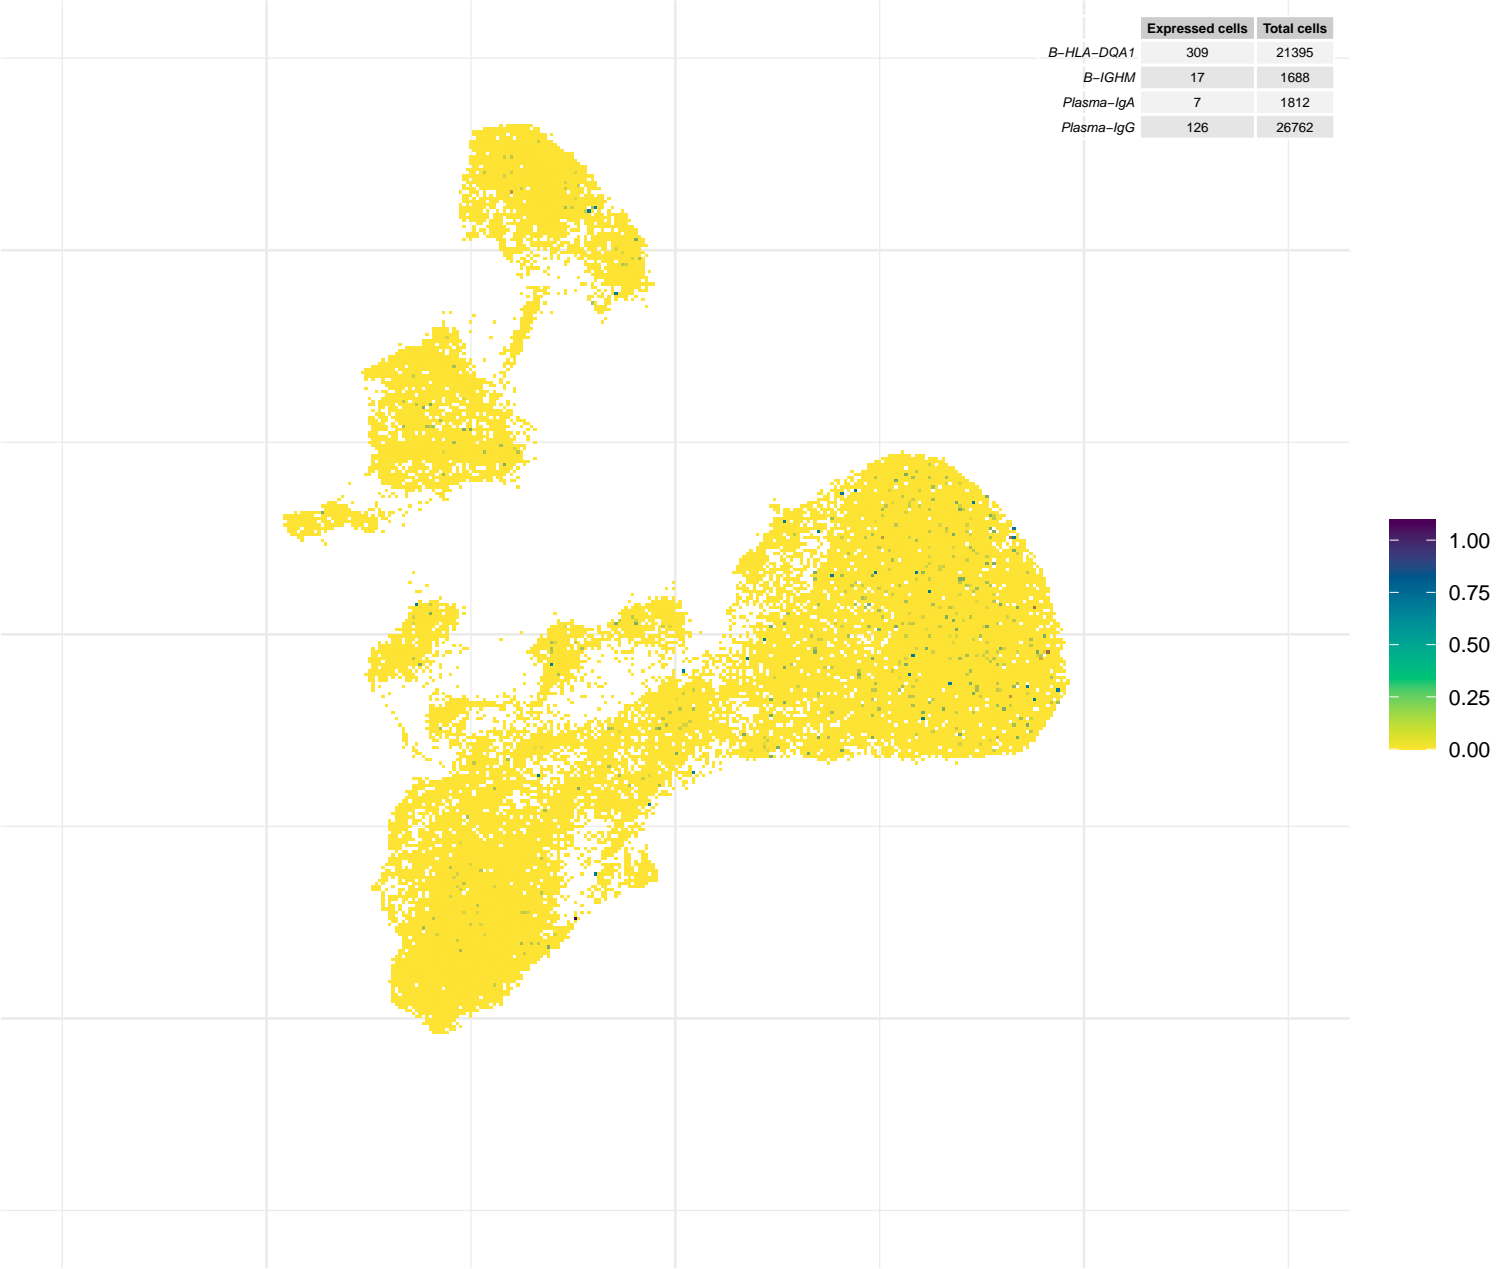 Expressed cells Total cells
B−HLA−DQA1 309 21395
B−IGHM 17 1688
Plasma−IgA 7 1812
Plasma−IgG 126 26762
1.00
0.75
0.50
0.25
0.00